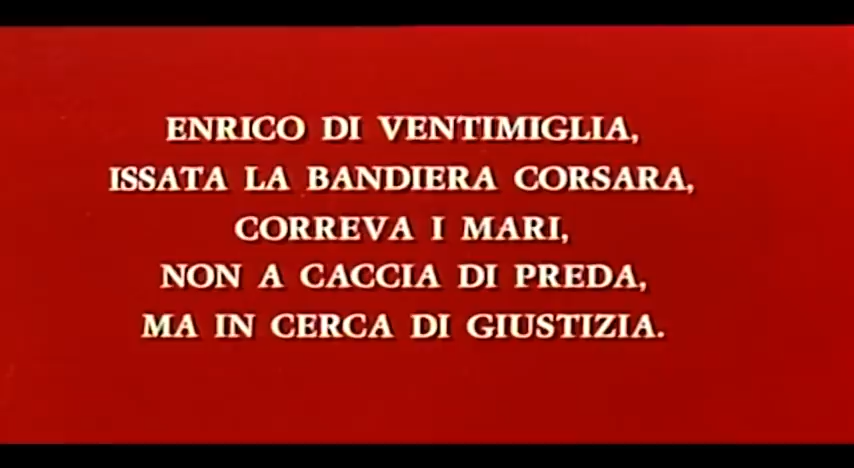 ENRICO DI VENTIMIGLIA,
ISSATA LA BANDIERA CORSARA,
CORREVA I MARI,
NON A CACCIA DI PREDA,
MA IN CERCA DI GIUSTIZIA.